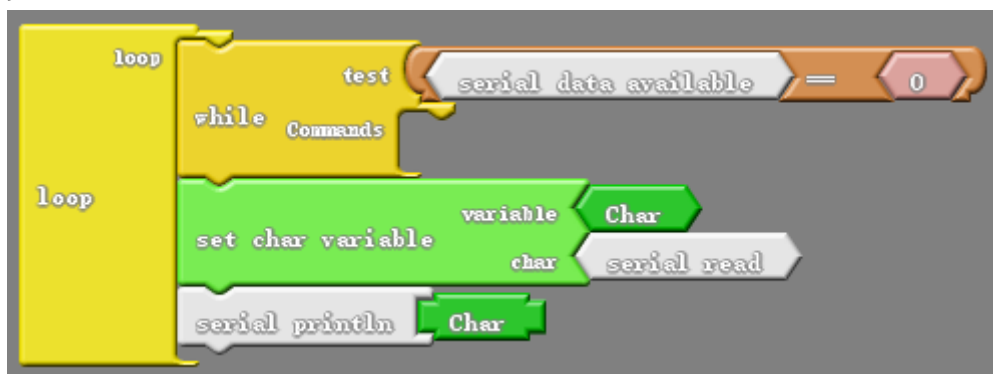 loop
test
serial data available == 0
while
Commands
loop
variable Char
set char variable
char serial read
serial println Char